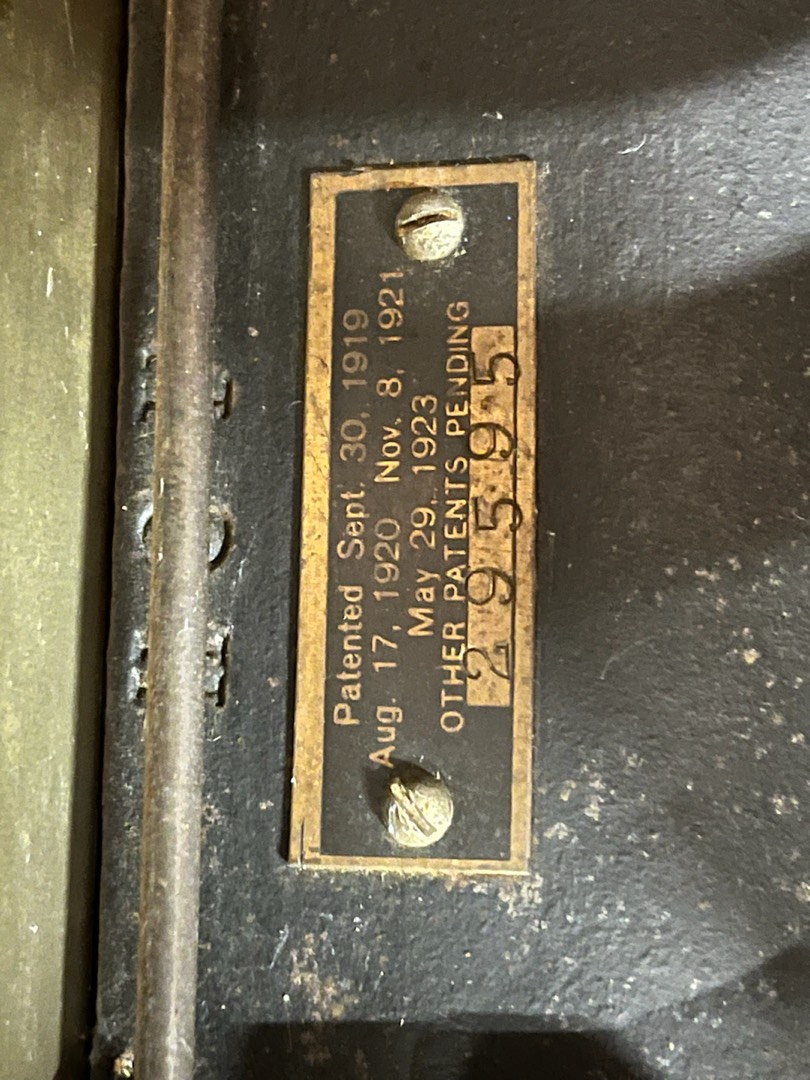 Patented Sept. 30, 1919
Aug. 17, 1920 Nov. 8, 1921
May 29, 1923
OTHER PATENTS PENDING
29595